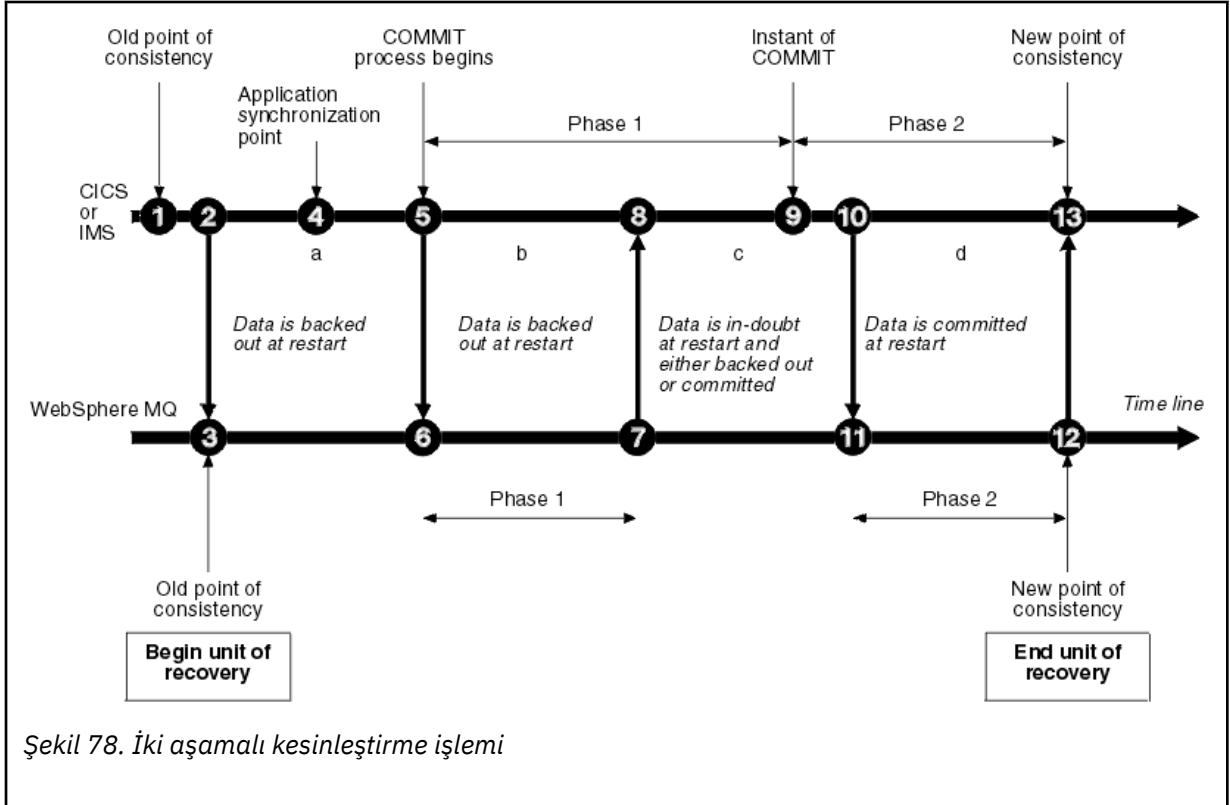 Old point of
consistency
COMMIT
process begins
Instant of
COMMIT
New point of
consistency
Application
synchronization
point
Phase 1
Phase 2
CICS
or
IMS
1
2
4
5
8
9
10
13
a
b
c
d
Data is backed
out at restart
Data is backed
out at restart
Data is in-doubt
at restart and
either backed out
or committed
Data is committed
at restart
WebSphere MQ
Time line
3
6
7
11
12
Phase 1
Phase 2
Old point of
consistency
New point of
consistency
Begin unit of
recovery
End unit of
recovery
Şekil 78. İki aşamalı kesinleştirme işlemi